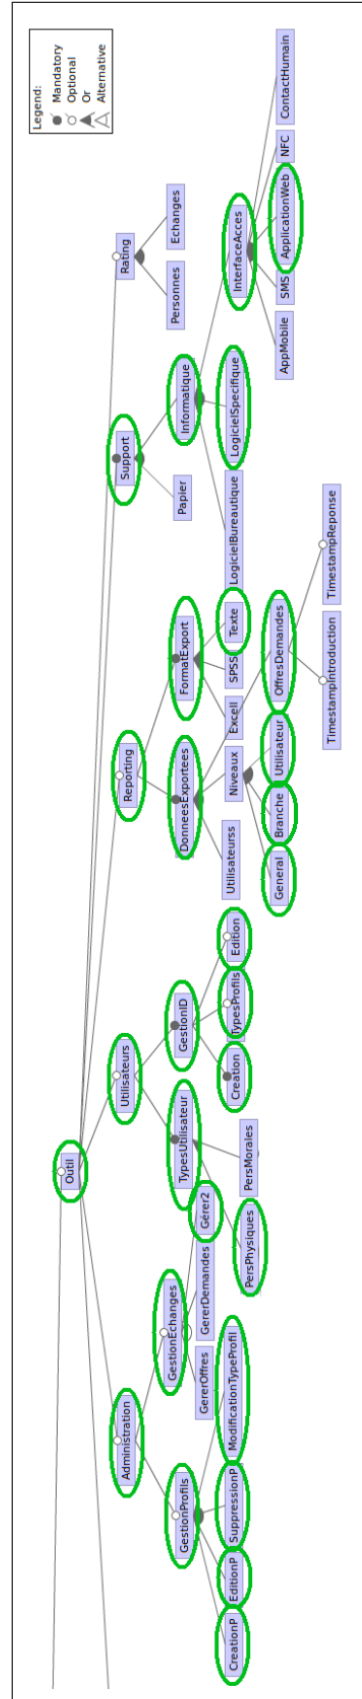 Legend:
Mandatory
Optional
Or
Alternative
Outil
Administration
Utilisateurs
Reporting
Support
Rating
GestionProfils
GestionEchanges
TypesUtilisateur
GestionID
DonneesExportees
FormatExport
Papier
Informatique
Personnes
Echanges
CreationP
EditionP
SuppressionP
ModificationTypeProfil
GererOffres
GererDemandes
Gérer2
PersPhysiques
PersMorales
Creation
TypesProfils
Edition
Utilisateurss
Niveaux
OffresDemandes
Excell
SPSS
Texte
LogicielBureautique
LogicielSpecifique
InterfaceAcces
General
Branche
Utilisateur
TimestampIntroduction
TimestampReponse
AppMobile
SMS
ApplicationWeb
NFC
ContactHumain